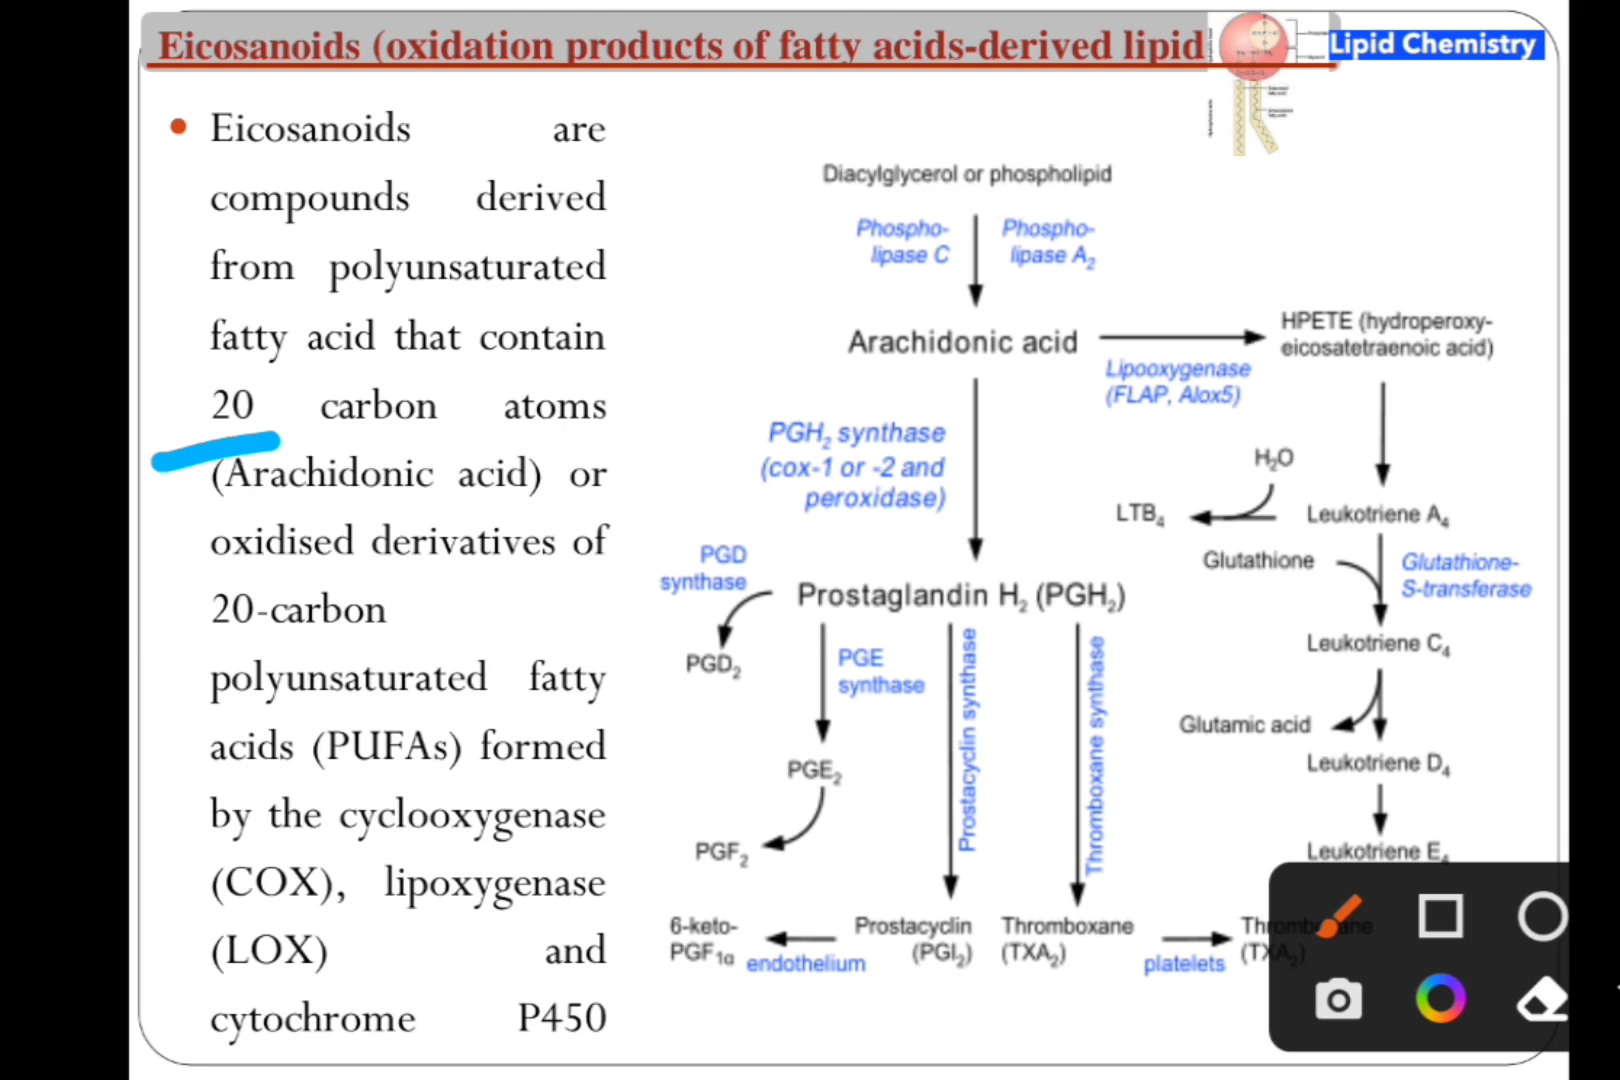 Eicosanoids (oxidation products of fatty acids-derived lipid
Lipid Chemistry
Eicosanoids are
compounds derived
from polyunsaturated
fatty acid that contain
20 carbon atoms
(Arachidonic acid) or
oxidised derivatives of
20-carbon
polyunsaturated fatty
acids (PUFAs) formed
by the cyclooxygenase
(COX), lipoxygenase
(LOX) and
cytochrome P450
Diacylglycerol or phospholipid
Phospho-
lipase C
Phospho-
lipase A2
Arachidonic acid
HPETE (hydroperoxy-
eicosatetraenoic acid)
Lipooxygenase
(FLAP, Alox5)
PGH2 synthase
(cox-1 or -2 and
peroxidase)
H2O
LTB4
Leukotriene A4
Glutathione
Glutathione-
S-transferase
PGD
synthase
Prostaglandin H2 (PGH2)
PGD2
PGE
synthase
Prostacyclin synthase
Thromboxane synthase
Leukotriene C4
Glutamic acid
Leukotriene D4
PGE2
PGF2
Leukotriene E4
6-keto-
PGF1α
endothelium
Prostacyclin
(PGI2)
Thromboxane
(TXA2)
platelets
Thromboxane
(TXA2)